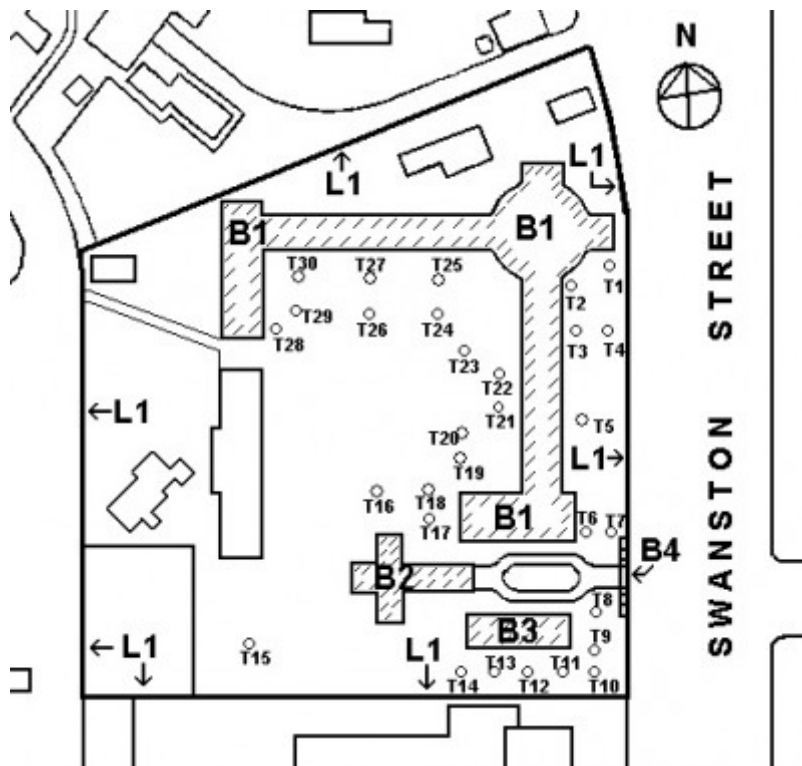 N
L1
L1
SWANSTON STREET
B1
B1
T30
T27
T25
T1
T2
T29
T26
T24
T28
T3
T4
T23
T22
T21
L1
T5
T20
T19
L1
T16
T18
T17
B1
T6
T7
B4
B2
T8
B3
T9
L1
T15
L1
T13
T11
T14
T12
T10